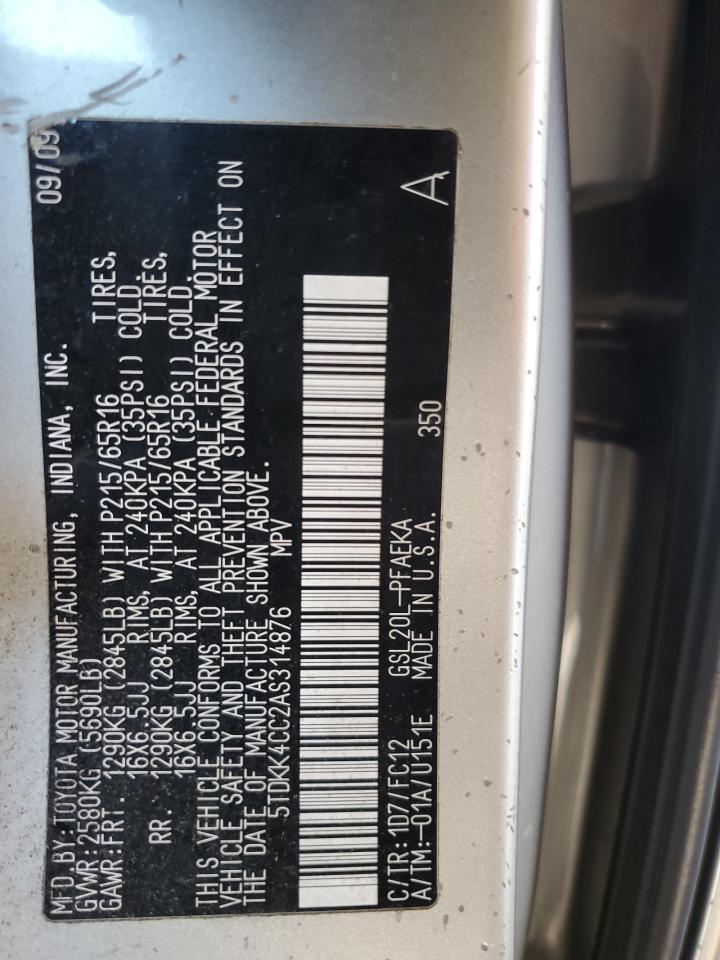 MFD.BY:TOYOTA MOTOR MANUFACTURING, INDIANA, INC. 09/09
GVWR:2580KG (5690LB)
GAWR:FRT. 1290KG (2845LB) WITH P215/65R16 TIRES,
16X6.5JJ RIMS, AT 240KPA (35PSI) COLD.
RR. 1290KG (2845LB) WITH P215/65R16 TIRES,
16X6.5JJ RIMS, AT 240KPA (35PSI) COLD.
THIS VEHICLE CONFORMS TO ALL APPLICABLE FEDERAL MOTOR
VEHICLE SAFETY AND THEFT PREVENTION STANDARDS IN EFFECT ON
THE DATE OF MANUFACTURE SHOWN ABOVE.
5TDKK4CC2AS314876 MPV
C/TR:1D7/FC12 GSL20L-PFAEKA
A/TM:-01A/U151E MADE IN U.S.A. 350 A